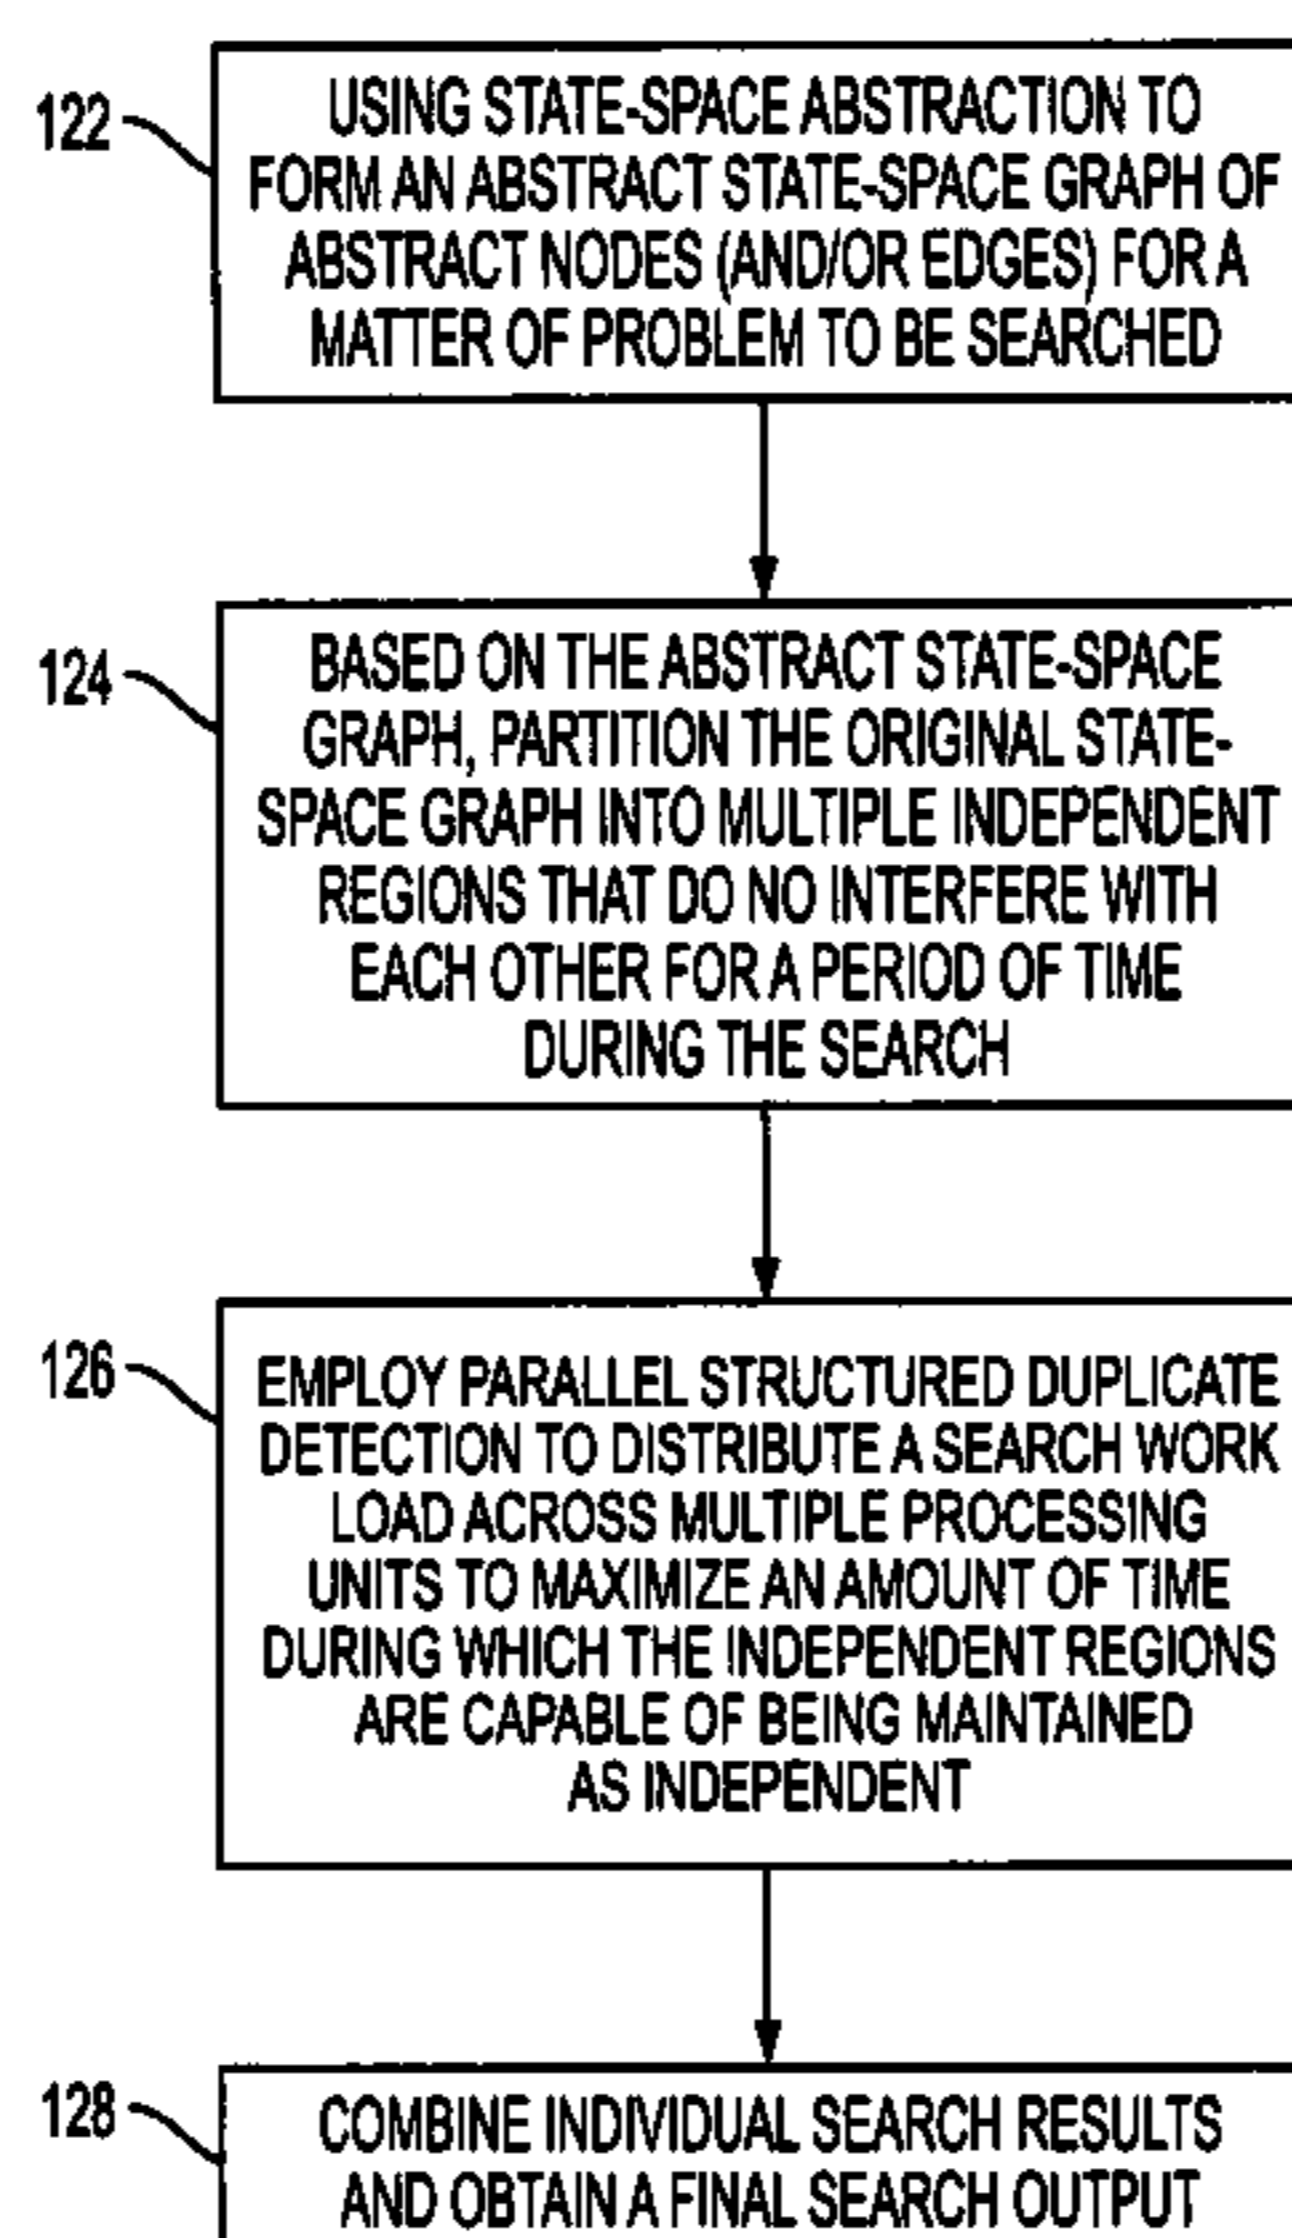 122
USING STATE-SPACE ABSTRACTION TO
FORM AN ABSTRACT STATE-SPACE GRAPH OF
ABSTRACT NODES (AND/OR EDGES) FOR A
MATTER OF PROBLEM TO BE SEARCHED
124
BASED ON THE ABSTRACT STATE-SPACE
GRAPH, PARTITION THE ORIGINAL STATE-
SPACE GRAPH INTO MULTIPLE INDEPENDENT
REGIONS THAT DO NO INTERFERE WITH
EACH OTHER FOR A PERIOD OF TIME
DURING THE SEARCH
126
EMPLOY PARALLEL STRUCTURED DUPLICATE
DETECTION TO DISTRIBUTE A SEARCH WORK
LOAD ACROSS MULTIPLE PROCESSING
UNITS TO MAXIMIZE AN AMOUNT OF TIME
DURING WHICH THE INDEPENDENT REGIONS
ARE CAPABLE OF BEING MAINTAINED
AS INDEPENDENT
128
COMBINE INDIVIDUAL SEARCH RESULTS
AND OBTAIN A FINAL SEARCH OUTPUT